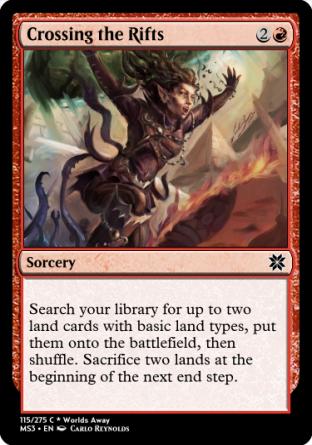 Crossing the Rifts 2
Sorcery
Search your library for up to two
land cards with basic land types, put
them onto the battlefield, then
shuffle. Sacrifice two lands at the
beginning of the next end step.
115/275 C * Worlds Away
MS3 • EN Carlo Reynolds